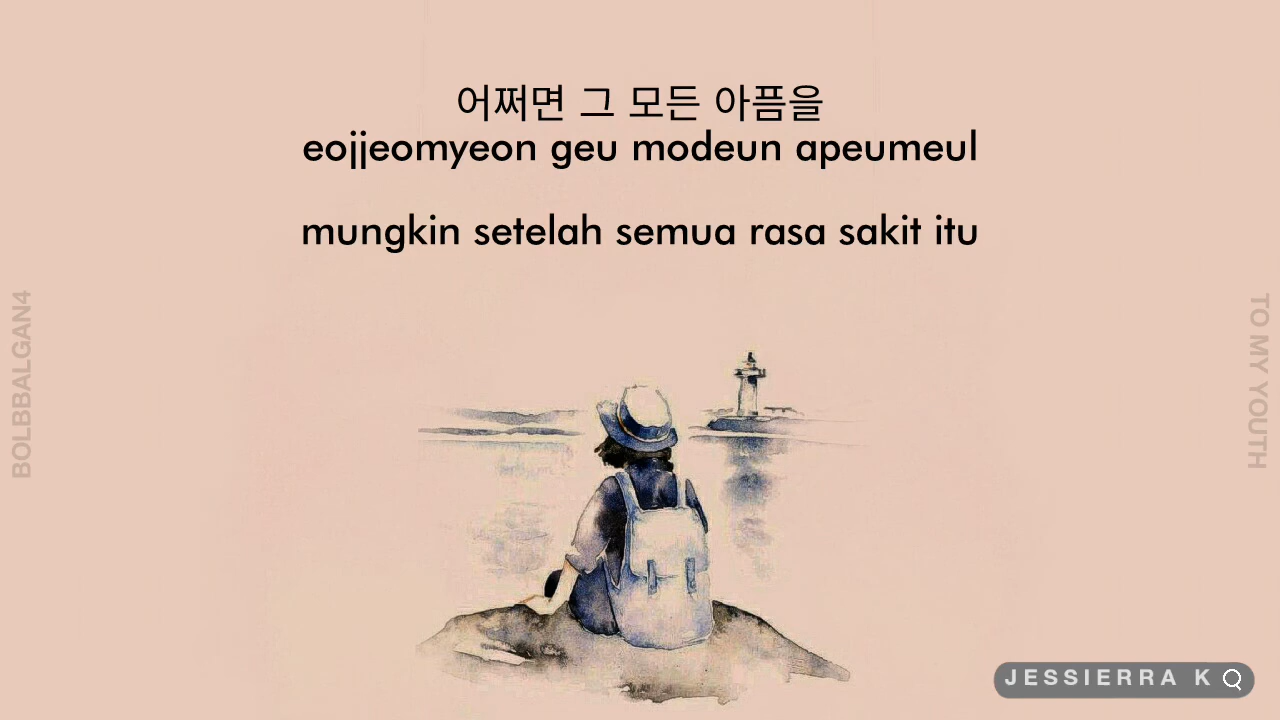 어쩌면 그 모든 아픔을
eojjeomyeon geu modeun apeumeul
mungkin setelah semua rasa sakit itu
BOLBBALGAN4
TO MY YOUTH
JESSIERRA K